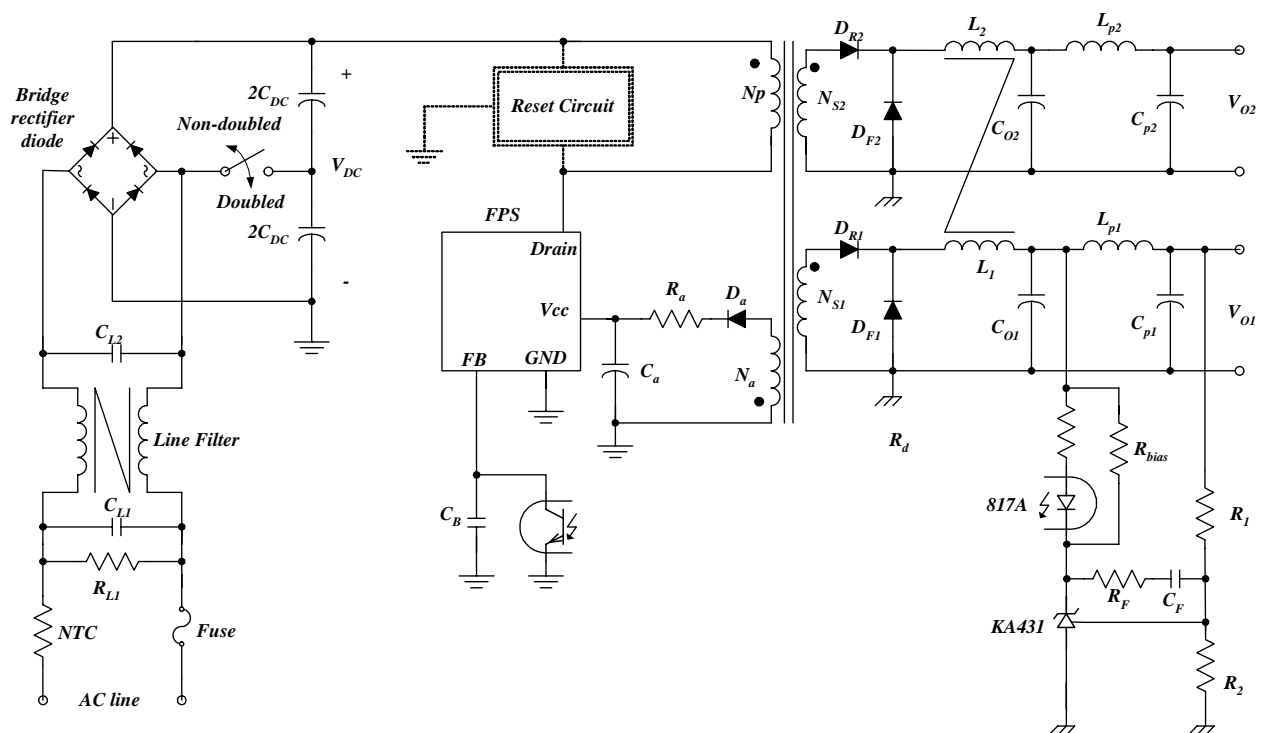 Bridge
rectifier
diode
Non-doubled
Doubled
2C_DC
+
V_DC
2C_DC
-
Reset Circuit
Np
N_S2
D_R2
D_F2
L_2
L_p2
C_O2
C_p2
V_O2
FPS
Drain
Vcc
FB
GND
R_a
D_a
C_a
N_a
N_S1
D_R1
D_F1
L_1
L_p1
C_O1
C_p1
V_O1
C_L2
Line Filter
C_L1
R_L1
NTC
Fuse
AC line
C_B
R_d
R_bias
817A
R_1
R_F
C_F
KA431
R_2